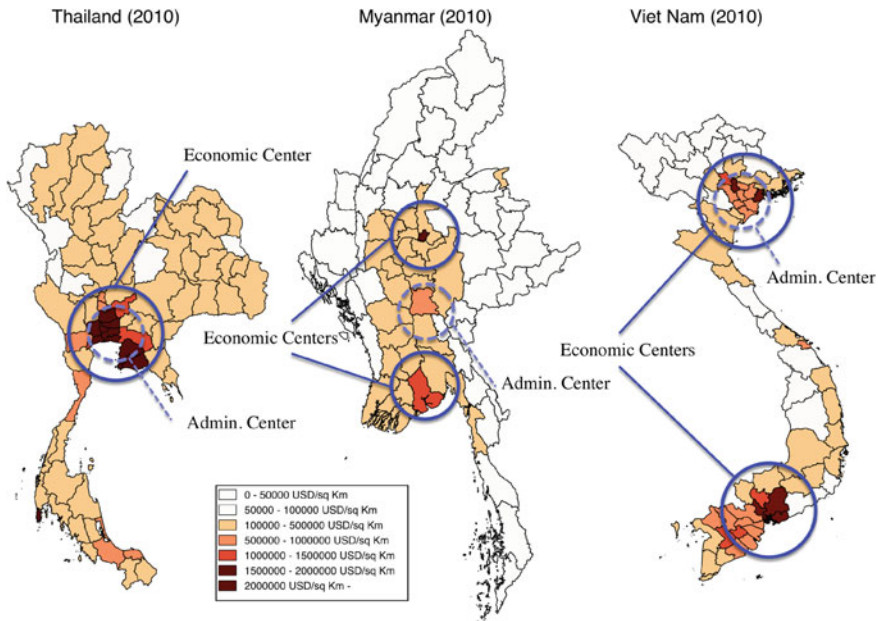 Thailand (2010)
Myanmar (2010)
Viet Nam (2010)
Economic Center
Admin. Center
Economic Centers
Admin. Center
Economic Centers
Admin. Center
0 - 50000 USD/sq Km
50000 - 100000 USD/sq Km
100000 - 500000 USD/sq Km
500000 - 1000000 USD/sq Km
1000000 - 1500000 USD/sq Km
1500000 - 2000000 USD/sq Km
2000000 USD/sq Km -